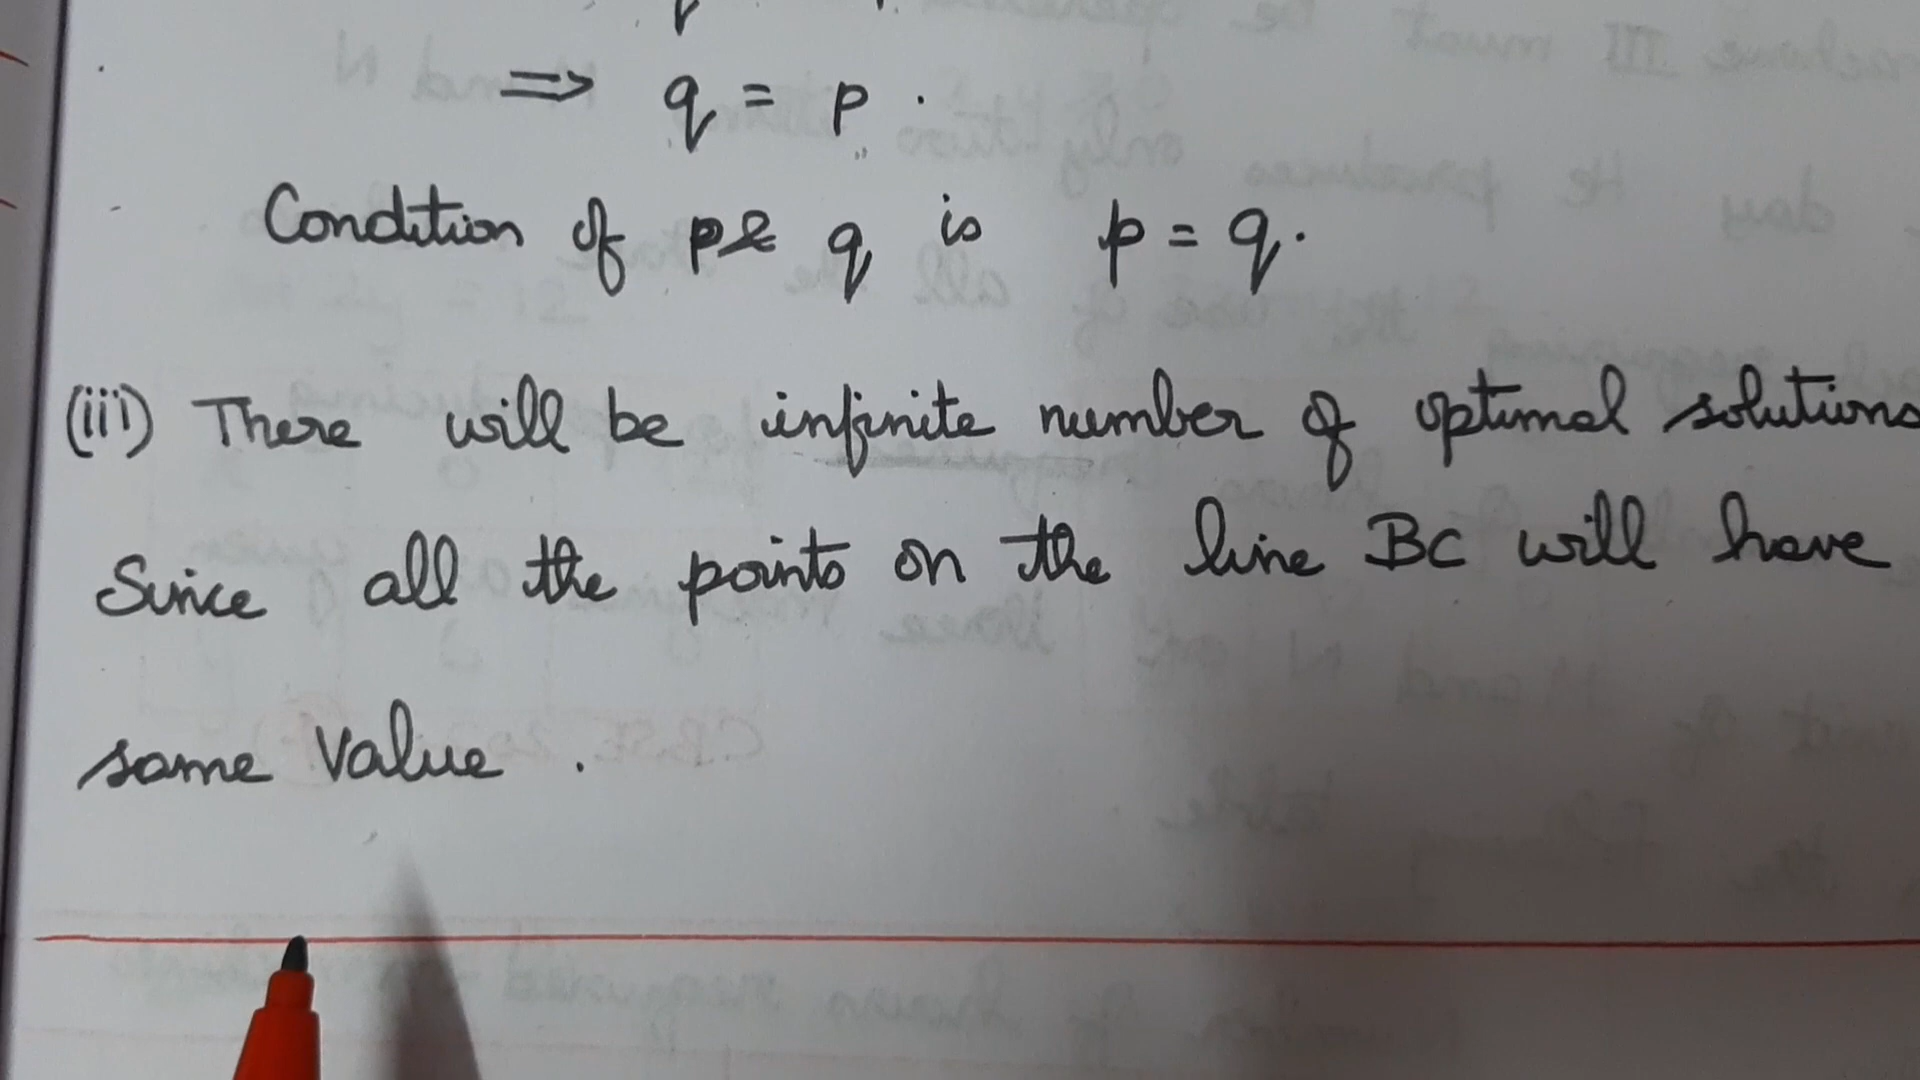 ⇒ q = p .
Condition of p & q is p = q.
(iii) There will be infinite number of optimal solutions
Since all the points on the line BC will have
same value .